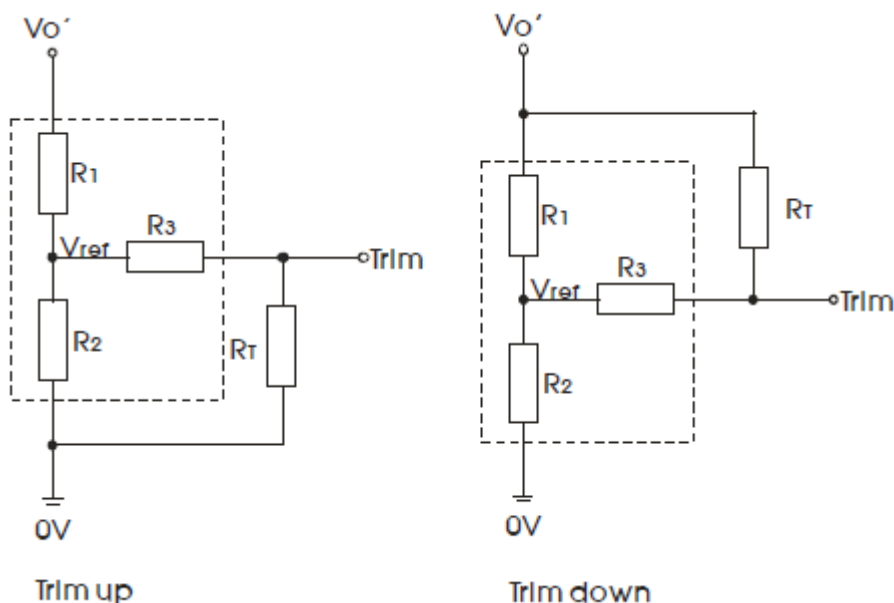 Vo´
R1
R3
Vref
Trim
R2
RT
0V
Trim up
Vo´
R1
RT
R3
Vref
Trim
R2
0V
Trim down